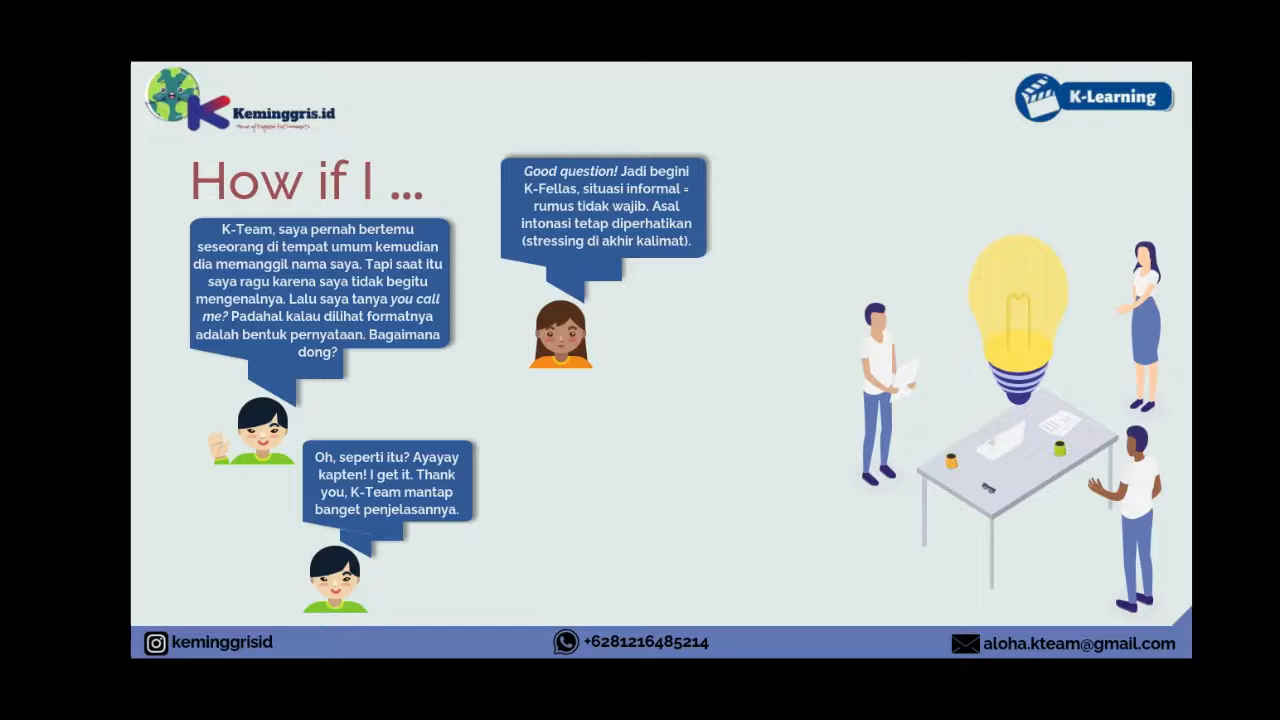 Keminggris.id
K-Learning
How if I ...
K-Team, saya pernah bertemu
seseorang di tempat umum kemudian
dia memanggil nama saya. Tapi saat itu
saya ragu karena saya tidak begitu
mengenalnya. Lalu saya tanya you call
me? Padahal kalau dilihat formatnya
adalah bentuk pernyataan. Bagaimana
dong?
Good question! Jadi begini
K-Fellas, situasi informal =
rumus tidak wajib. Asal
intonasi tetap diperhatikan
(stressing di akhir kalimat).
Oh, seperti itu? Ayayay
kapten! I get it. Thank
you, K-Team mantap
banget penjelasannya.
keminggrisid
+6281216485214
aloha.kteam@gmail.com